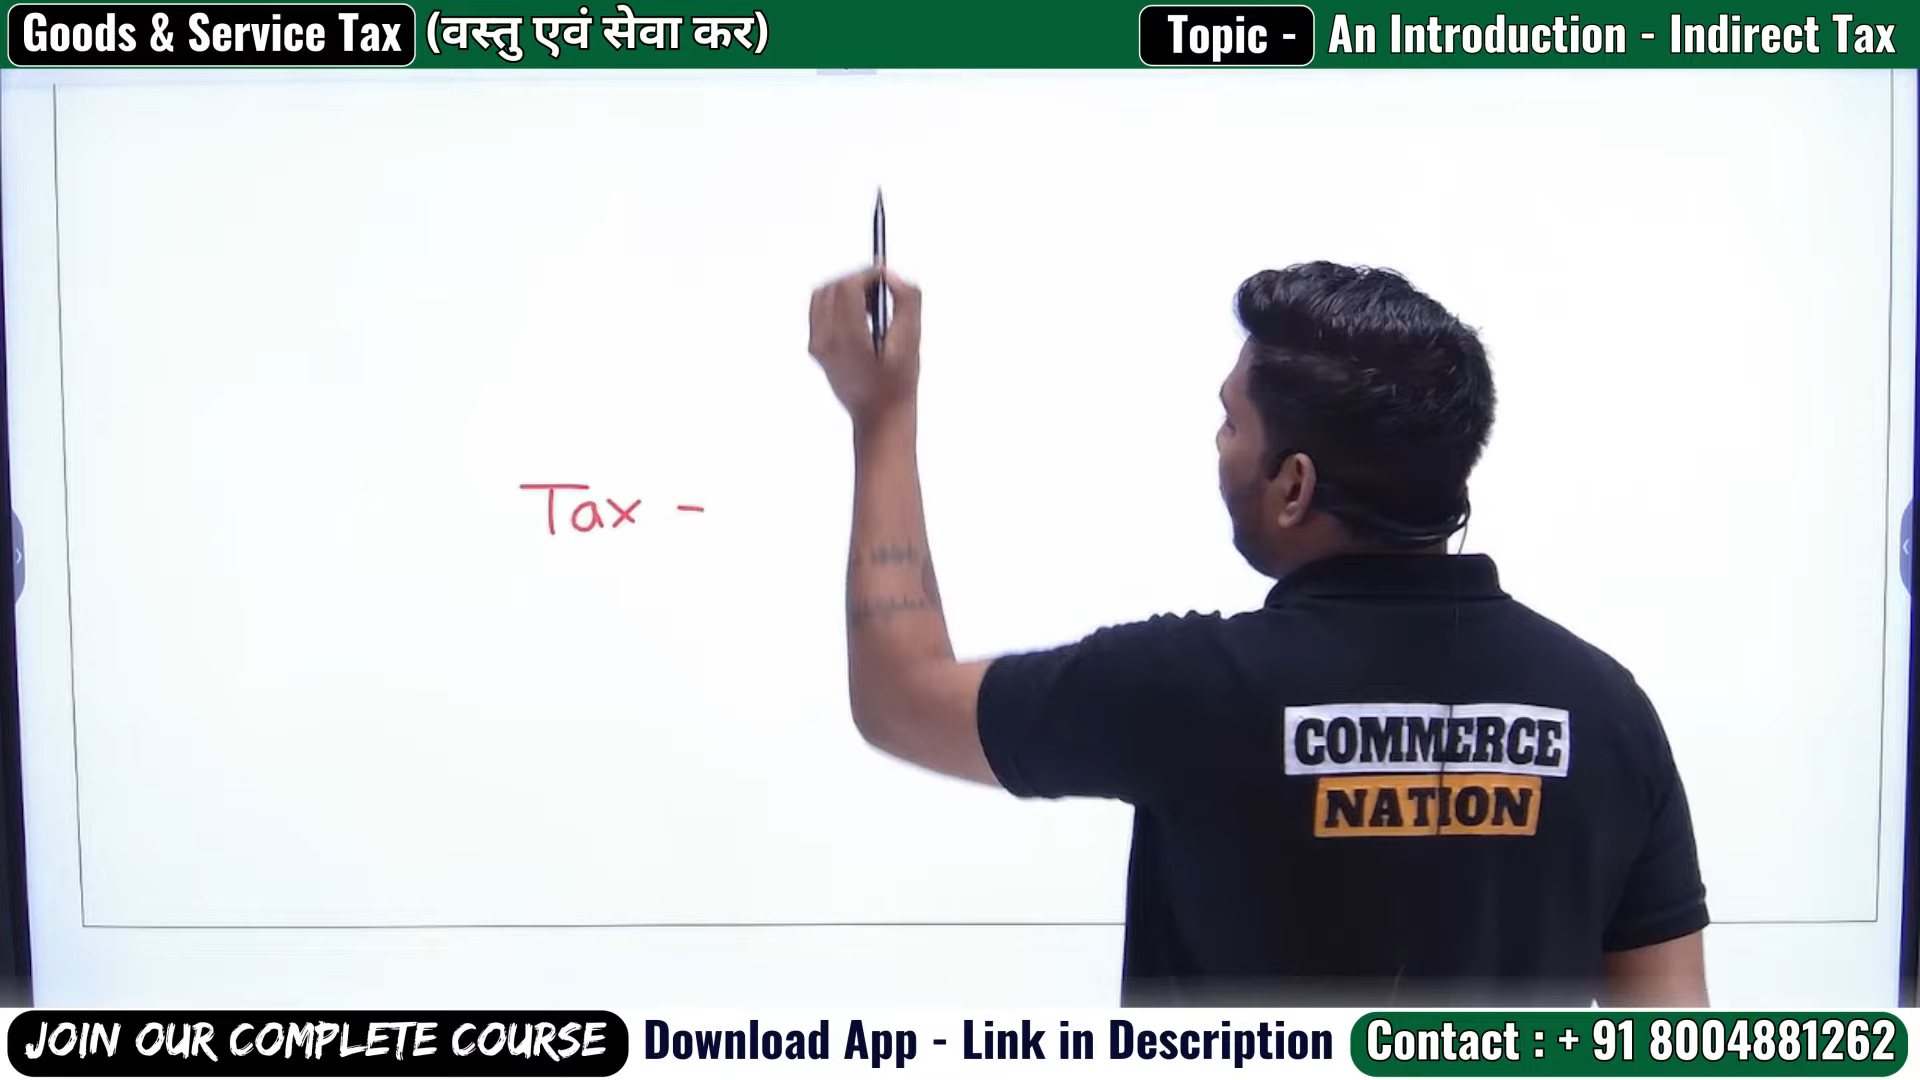 Goods & Service Tax (वस्तु एवं सेवा कर)
Topic - An Introduction - Indirect Tax
Tax -
COMMERCE
NATION
JOIN OUR COMPLETE COURSE
Download App - Link in Description
Contact : + 91 8004881262